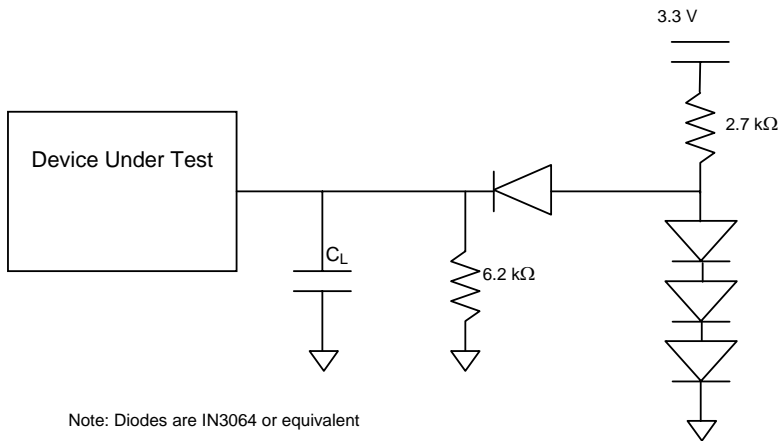 3.3 V
2.7 kΩ
Device Under Test
CL
6.2 kΩ
Note: Diodes are IN3064 or equivalent